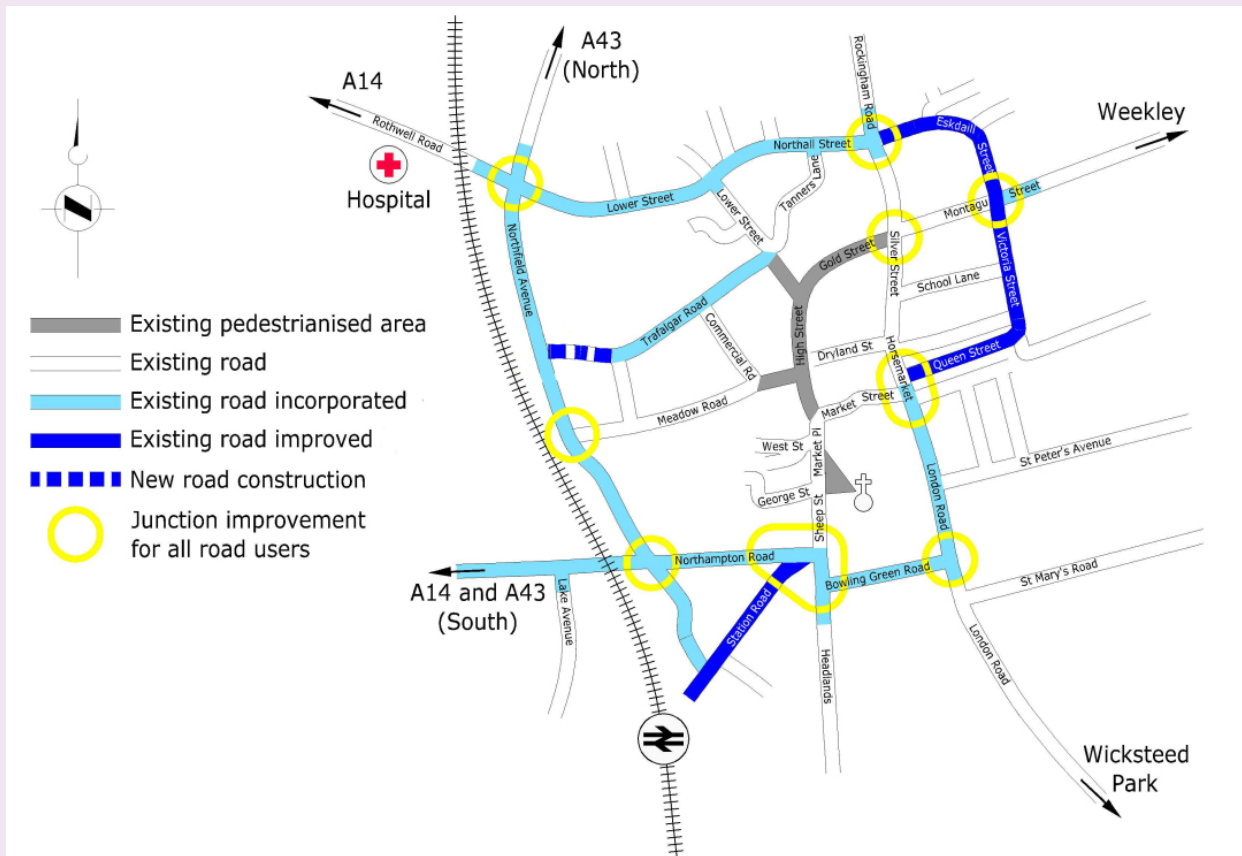 A43
(North)
A14
Rothwell Road
Hospital
Rockingham Road
Weekley
Eskdaill
Street
Northall Street
Tanners Lane
Lower Street
Lower Street
Montagu
Street
Silver Street
Gold Street
Northfield Avenue
Victoria Street
School Lane
Trafalgar Road
High Street
Commercial Rd
Dryland St
Horsemarket
Queen Street
Meadow Road
Market Street
Existing pedestrianised area
Existing road
Existing road incorporated
Existing road improved
New road construction
Junction improvement
for all road users
West St
Market Pl
George St
Sheep St
St Peter's Avenue
London Road
Northampton Road
Bowling Green Road
St Mary's Road
A14 and A43
(South)
Lake Avenue
Station Road
Headlands
London Road
Wicksteed
Park